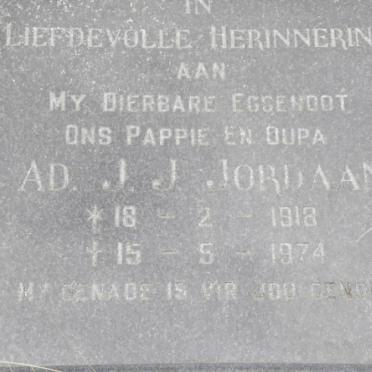 IN
LIEFDEVOLLE HERINNERIN
AAN
MY DIERBARE EGGENOOT
ONS PAPPIE EN OUPA
AD. J. J. JORDAAN
* 18 - 2 - 1918
† 15 - 5 - 1974
MY GENADE IS VIR JOU GENO